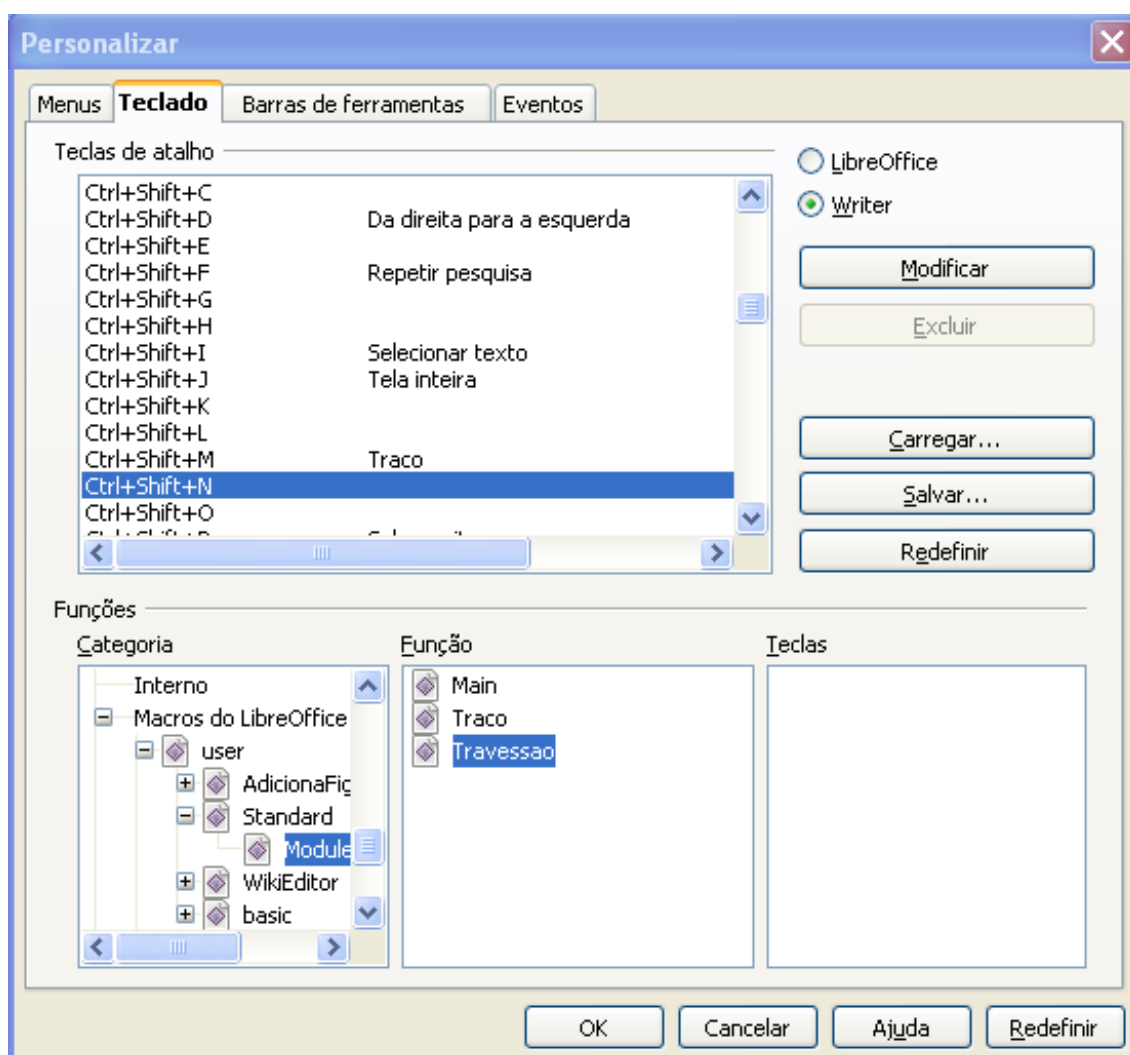 Personalizar
Menus Teclado Barras de ferramentas Eventos
Teclas de atalho
Ctrl+Shift+C
Ctrl+Shift+D Da direita para a esquerda
Ctrl+Shift+E
Ctrl+Shift+F Repetir pesquisa
Ctrl+Shift+G
Ctrl+Shift+H
Ctrl+Shift+I Selecionar texto
Ctrl+Shift+J Tela inteira
Ctrl+Shift+K
Ctrl+Shift+L
Ctrl+Shift+M Traco
Ctrl+Shift+N
Ctrl+Shift+O
LibreOffice
Writer
Modificar
Excluir
Carregar...
Salvar...
Redefinir
Funções
Categoria
Interno
Macros do LibreOffice
user
AdicionaFig
Standard
Module
WikiEditor
basic
Função
Main
Traco
Travessao
Teclas
OK Cancelar Ajuda Redefinir